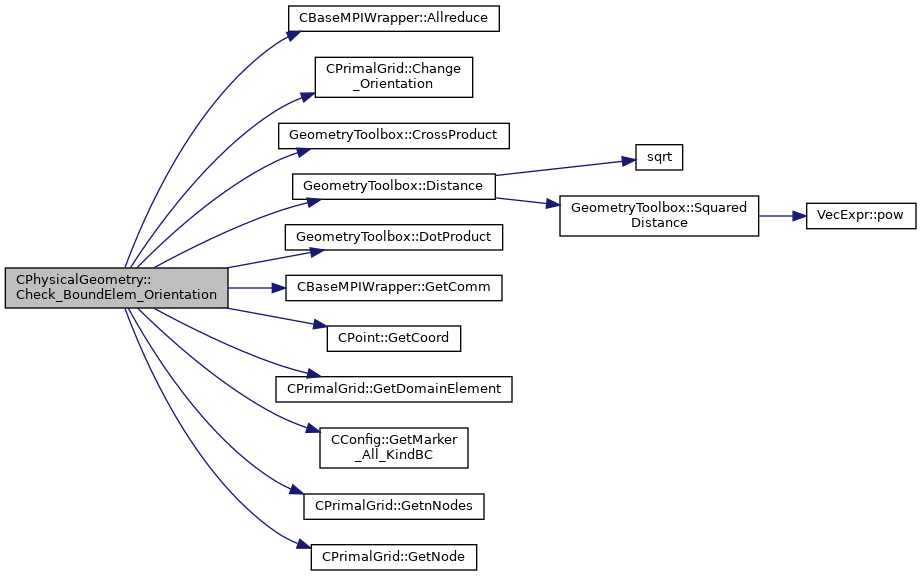 CBaseMPIWrapper::Allreduce
CPrimalGrid::Change
_Orientation
GeometryToolbox::CrossProduct
GeometryToolbox::Distance
sqrt
GeometryToolbox::Squared
Distance
VecExpr::pow
GeometryToolbox::DotProduct
CPhysicalGeometry::
Check_BoundElem_Orientation
CBaseMPIWrapper::GetComm
CPoint::GetCoord
CPrimalGrid::GetDomainElement
CConfig::GetMarker
_All_KindBC
CPrimalGrid::GetnNodes
CPrimalGrid::GetNode